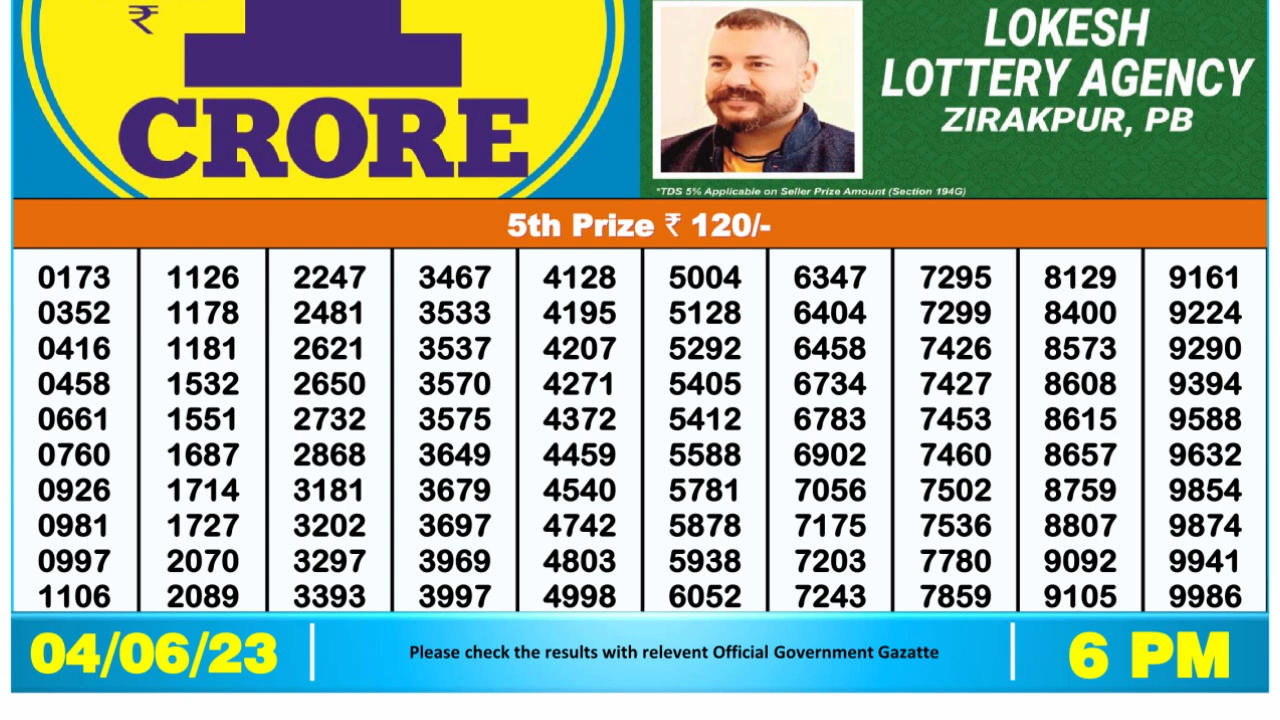 ₹
CRORE
LOKESH
LOTTERY AGENCY
ZIRAKPUR, PB
*TDS 5% Applicable on Seller Prize Amount (Section 194G)
5th Prize ₹ 120/-
0173 1126 2247 3467 4128 5004 6347 7295 8129 9161
0352 1178 2481 3533 4195 5128 6404 7299 8400 9224
0416 1181 2621 3537 4207 5292 6458 7426 8573 9290
0458 1532 2650 3570 4271 5405 6734 7427 8608 9394
0661 1551 2732 3575 4372 5412 6783 7453 8615 9588
0760 1687 2868 3649 4459 5588 6902 7460 8657 9632
0926 1714 3181 3679 4540 5781 7056 7502 8759 9854
0981 1727 3202 3697 4742 5878 7175 7536 8807 9874
0997 2070 3297 3969 4803 5938 7203 7780 9092 9941
1106 2089 3393 3997 4998 6052 7243 7859 9105 9986
04/06/23
Please check the results with relevent Official Government Gazatte
6 PM